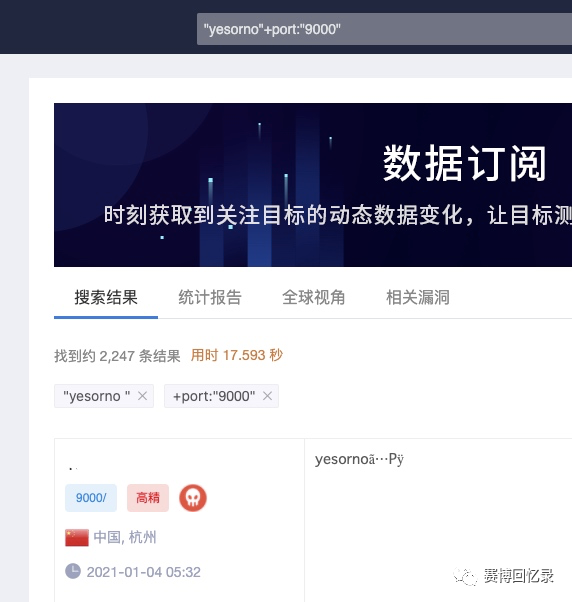 "yesorno"+port:"9000"
数据订阅
时刻获取到关注目标的动态数据变化，让目标测
搜索结果 统计报告 全球视角 相关漏洞
找到约 2,247 条结果 用时 17.593 秒
"yesorno " × +port:"9000" ×
yesornoã…Pÿ
9000/ 高精
中国, 杭州
2021-01-04 05:32
赛博回忆录